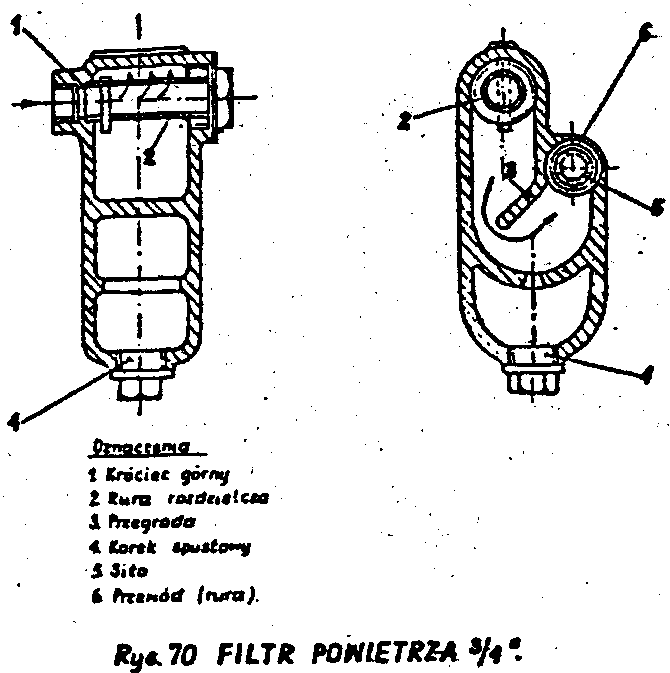 1
6
2
2
3
5
4
4
Oznaczenia
1 Króciec górny
2 Rura rozdzielcza
3. Przegroda
4. Korek spustowy
5. Sito
6. Przewód (rura).
Ryc. 70 FILTR POWIETRZA 3/4".